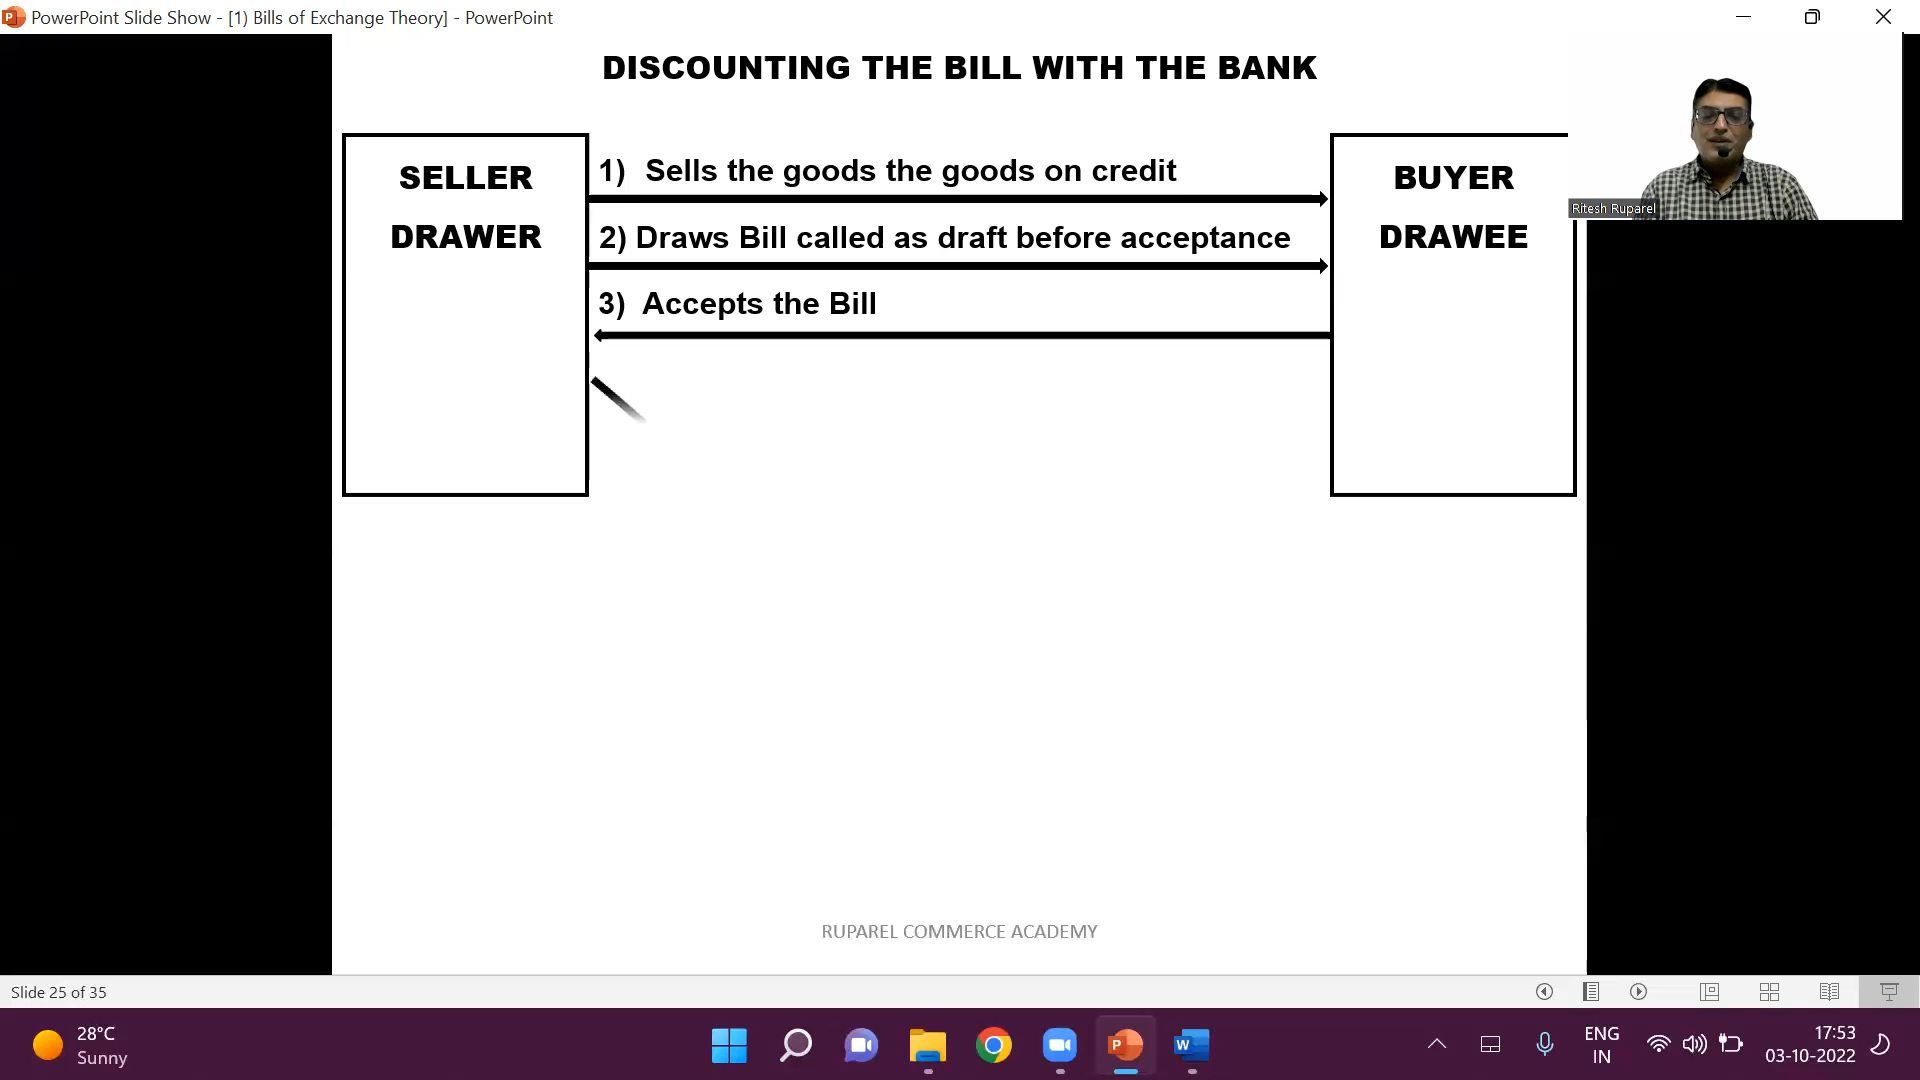 PowerPoint Slide Show - [1) Bills of Exchange Theory] - PowerPoint
DISCOUNTING THE BILL WITH THE BANK
SELLER
DRAWER
1) Sells the goods the goods on credit
2) Draws Bill called as draft before acceptance
3) Accepts the Bill
BUYER
DRAWEE
Ritesh Ruparel
RUPAREL COMMERCE ACADEMY
Slide 25 of 35
28°C
Sunny
ENG
IN
17:53
03-10-2022